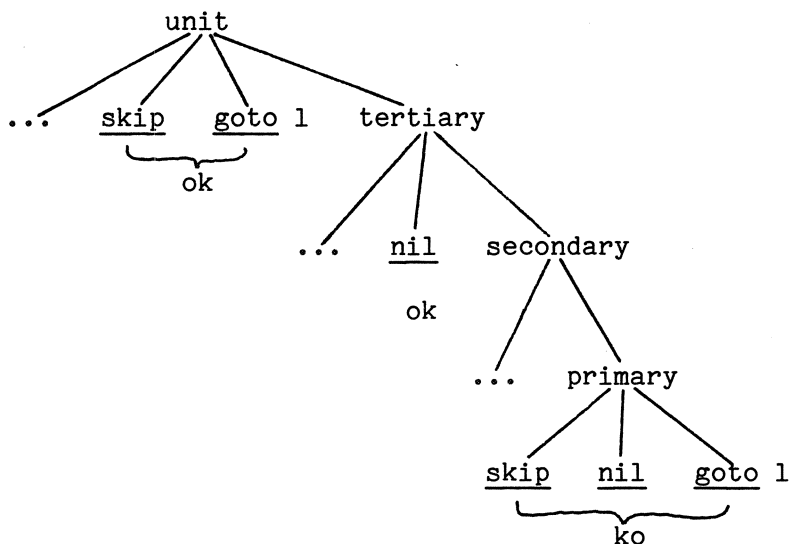 unit
... skip goto l tertiary
ok
... nil secondary
ok
... primary
skip nil goto l
ko